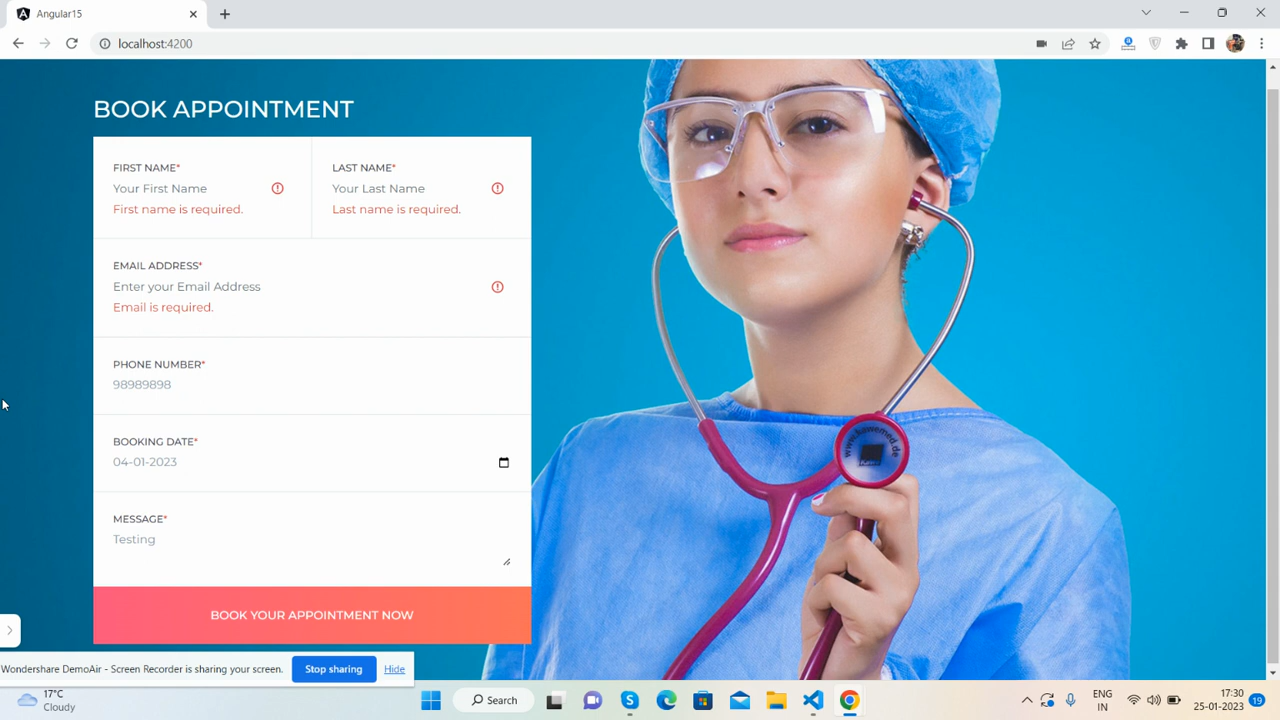 Angular15
localhost:4200
BOOK APPOINTMENT
FIRST NAME*
Your First Name
First name is required.
LAST NAME*
Your Last Name
Last name is required.
EMAIL ADDRESS*
Enter your Email Address
Email is required.
PHONE NUMBER*
98989898
BOOKING DATE*
04-01-2023
MESSAGE*
Testing
BOOK YOUR APPOINTMENT NOW
www.kawemed.de
Wondershare DemoAir - Screen Recorder is sharing your screen.
Stop sharing
Hide
17°C
Cloudy
Search
ENG
IN
17:30
25-01-2023
19